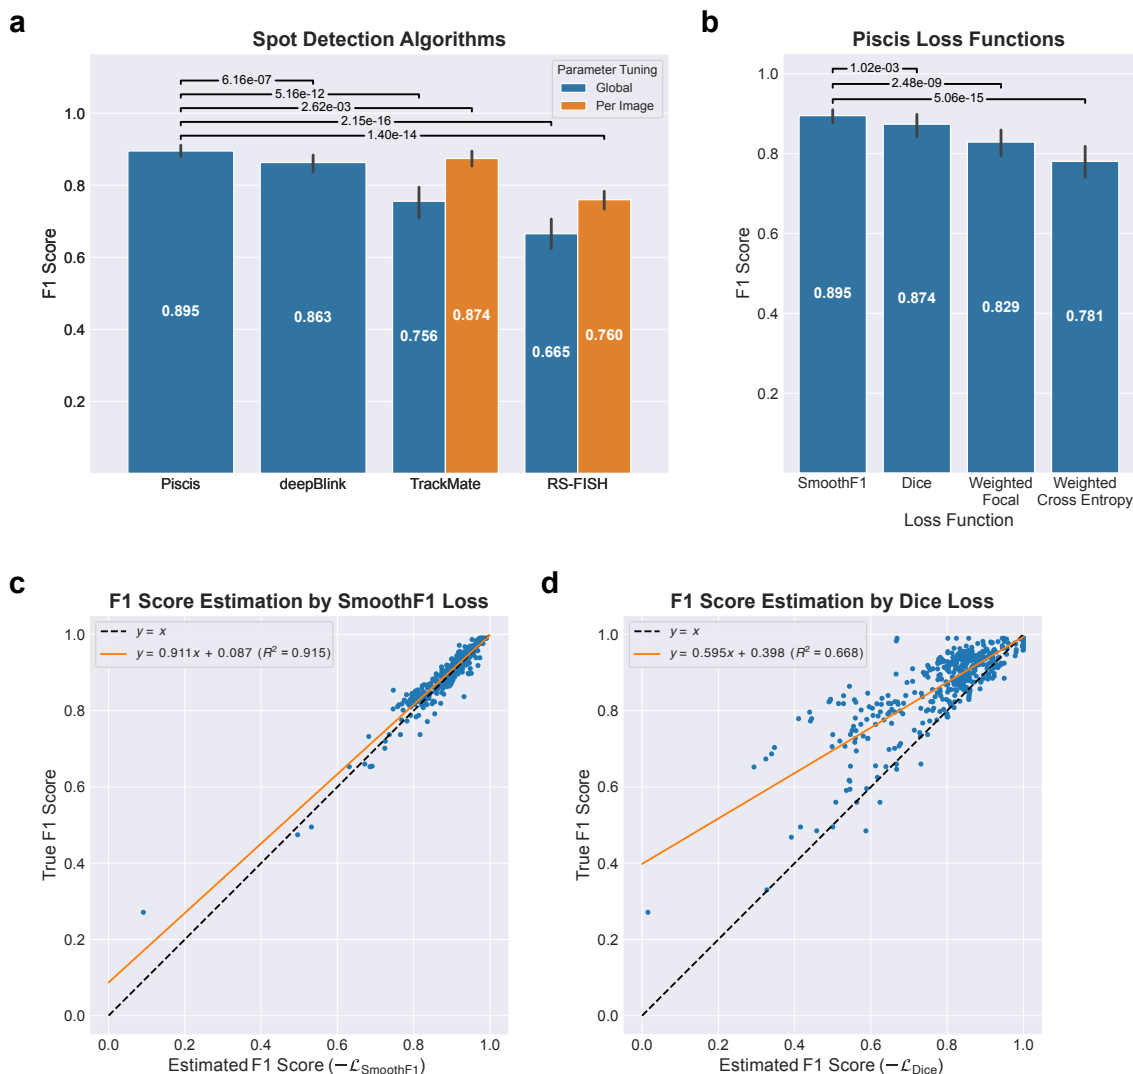 a
Spot Detection Algorithms
6.16e-07
5.16e-12
2.62e-03
2.15e-16
1.40e-14
Parameter Tuning
Global
Per Image
F1 Score
1.0
0.8
0.6
0.4
0.2
0.895
0.863
0.756
0.874
0.665
0.760
Piscis
deepBlink
TrackMate
RS-FISH
b
Piscis Loss Functions
1.02e-03
2.48e-09
5.06e-15
F1 Score
1.0
0.8
0.6
0.4
0.2
0.895
0.874
0.829
0.781
SmoothF1
Dice
Weighted
Focal
Weighted
Cross Entropy
Loss Function
c
F1 Score Estimation by SmoothF1 Loss
y = x
y = 0.911x + 0.087 (R² = 0.915)
True F1 Score
1.0
0.8
0.6
0.4
0.2
0.0
0.0 0.2 0.4 0.6 0.8 1.0
Estimated F1 Score (−ℒSmoothF1)
d
F1 Score Estimation by Dice Loss
y = x
y = 0.595x + 0.398 (R² = 0.668)
True F1 Score
1.0
0.8
0.6
0.4
0.2
0.0
0.0 0.2 0.4 0.6 0.8 1.0
Estimated F1 Score (−ℒDice)